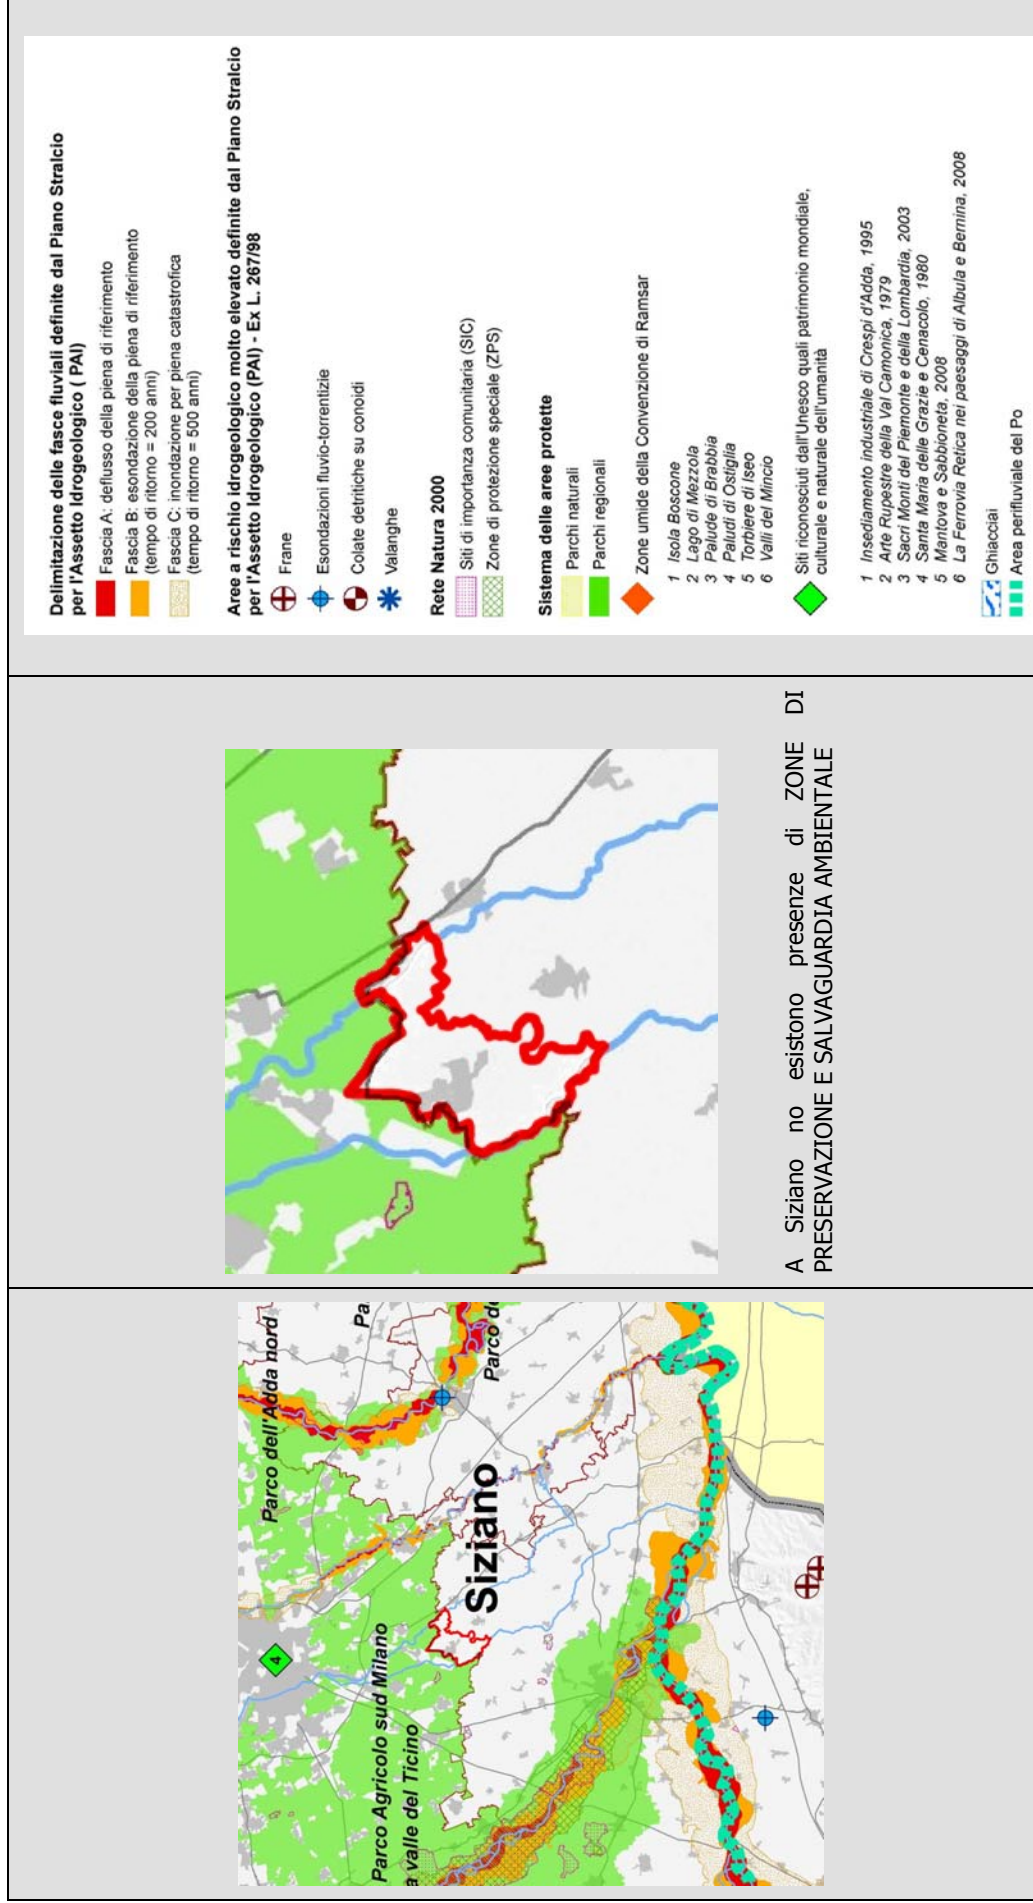 Parco dell'Adda nord
Pa
Parco de
Siziano
4
Parco Agricolo sud Milano
a valle del Ticino
A Siziano no esistono presenze di ZONE DI
PRESERVAZIONE E SALVAGUARDIA AMBIENTALE
Delimitazione delle fasce fluviali definite dal Piano Stralcio
per l'Assetto Idrogeologico ( PAI)
Fascia A: deflusso della piena di riferimento
Fascia B: esondazione della piena di riferimento
(tempo di ritorno = 200 anni)
Fascia C: inondazione per piena catastrofica
(tempo di ritorno = 500 anni)
Aree a rischio idrogeologico molto elevato definite dal Piano Stralcio
per l'Assetto Idrogeologico (PAI) - Ex L. 267/98
Frane
Esondazioni fluvio-torrentizie
Colate detritiche su conoidi
Valanghe
Rete Natura 2000
Siti di importanza comunitaria (SIC)
Zone di protezione speciale (ZPS)
Sistema delle aree protette
Parchi naturali
Parchi regionali
Zone umide della Convenzione di Ramsar
1 Isola Boscone
2 Lago di Mezzola
3 Palude di Brabbia
4 Paludi di Ostiglia
5 Torbiere di Iseo
6 Valli del Mincio
Siti riconosciuti dall'Unesco quali patrimonio mondiale,
culturale e naturale dell'umanità
1 Insediamento industriale di Crespi d'Adda, 1995
2 Arte Rupestre della Val Camonica, 1979
3 Sacri Monti del Piemonte e della Lombardia, 2003
4 Santa Maria delle Grazie e Cenacolo, 1980
5 Mantova e Sabbioneta, 2008
6 La Ferrovia Retica nei paesaggi di Albula e Bernina, 2008
Ghiacciai
Area perifluviale del Po